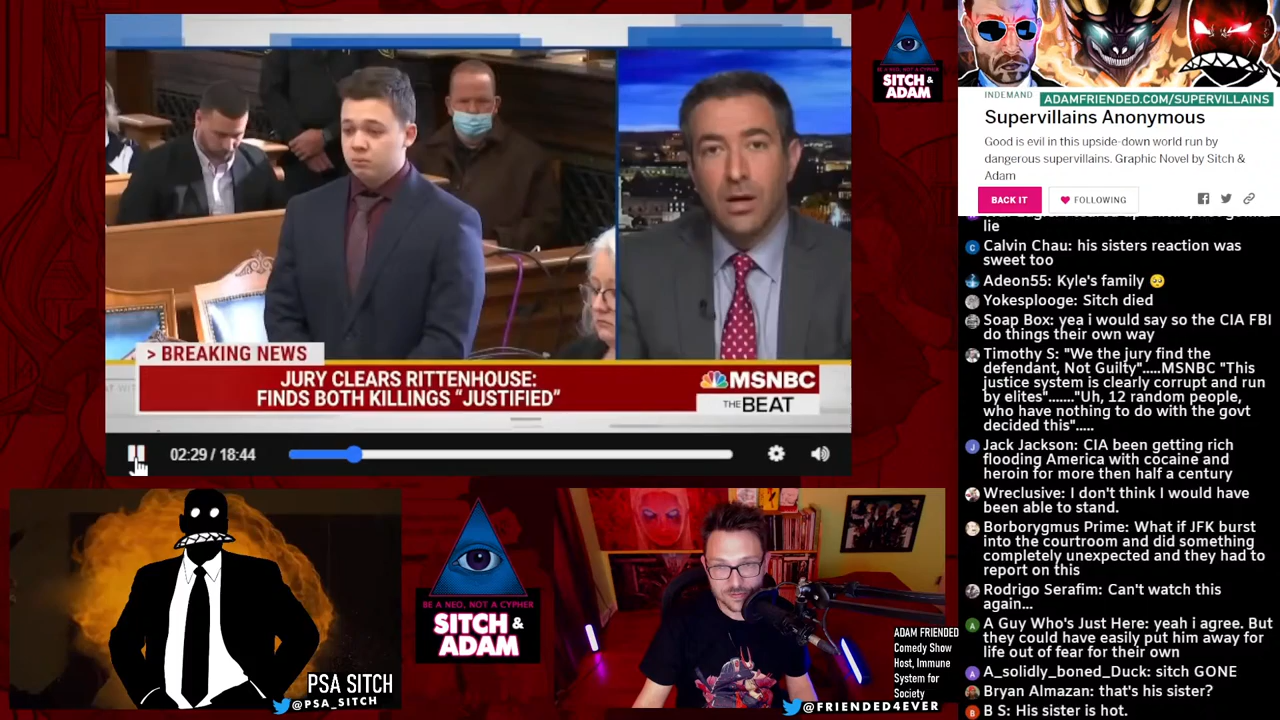 BE A NEO, NOT A CYPHER
SITCH &
ADAM
> BREAKING NEWS
JURY CLEARS RITTENHOUSE:
FINDS BOTH KILLINGS “JUSTIFIED”
MSNBC
THE BEAT
02:29 / 18:44
PSA SITCH
@PSA_SITCH
BE A NEO, NOT A CYPHER
SITCH &
ADAM
ADAM FRIENDED
Comedy Show
Host, Immune
System for
Society
@FRIENDED4EVER
INDEMAND
ADAMFRIENDED.COM/SUPERVILLAINS
Supervillains Anonymous
Good is evil in this upside-down world run by
dangerous supervillains. Graphic Novel by Sitch &
Adam
BACK IT
FOLLOWING
lie
Calvin Chau: his sisters reaction was
sweet too
Adeon55: Kyle's family 🥺
Yokesplooge: Sitch died
Soap Box: yea i would say so the CIA FBI
do things their own way
Timothy S: "We the jury find the
defendant, Not Guilty".....MSNBC "This
justice system is clearly corrupt and run
by elites"......."Uh, 12 random people,
who have nothing to do with the govt
decided this".....
Jack Jackson: CIA been getting rich
flooding America with cocaine and
heroin for more then half a century
Wreclusive: I don't think I would have
been able to stand.
Borborygmus Prime: What if JFK burst
into the courtroom and did something
completely unexpected and they had to
report on this
Rodrigo Serafim: Can't watch this
again...
A Guy Who's Just Here: yeah i agree. But
they could have easily put him away for
life out of fear for their own
A_solidly_boned_Duck: sitch GONE
Bryan Almazan: that's his sister?
B S: His sister is hot.